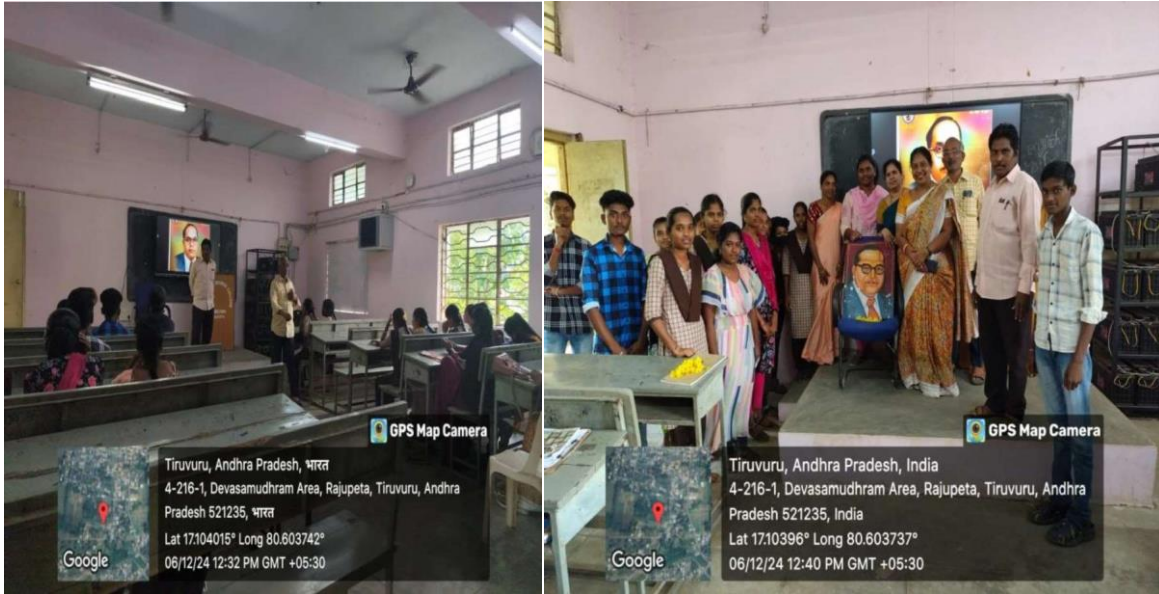 GPS Map Camera
Tiruvuru, Andhra Pradesh, भारत
4-216-1, Devasamudhram Area, Rajupeta, Tiruvuru, Andhra
Pradesh 521235, भारत
Lat 17.104015° Long 80.603742°
06/12/24 12:32 PM GMT +05:30
Google
GPS Map Camera
Tiruvuru, Andhra Pradesh, India
4-216-1, Devasamudhram Area, Rajupeta, Tiruvuru, Andhra
Pradesh 521235, India
Lat 17.10396° Long 80.603737°
06/12/24 12:40 PM GMT +05:30
Google